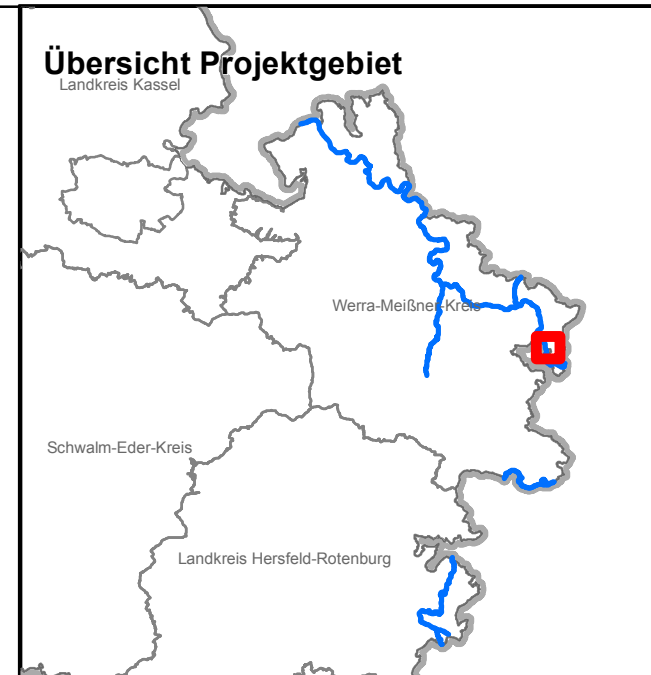 Übersicht Projektgebiet
Landkreis Kassel
Werra-Meißner-Kreis
Schwalm-Eder-Kreis
Landkreis Hersfeld-Rotenburg